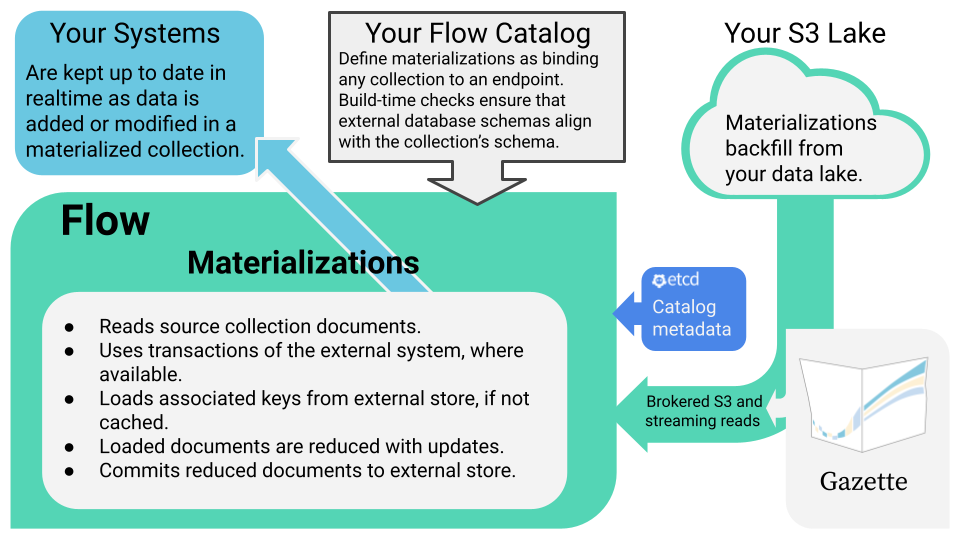 Your Systems
Are kept up to date in
realtime as data is
added or modified in a
materialized collection.
Your Flow Catalog
Define materializations as binding
any collection to an endpoint.
Build-time checks ensure that
external database schemas align
with the collection's schema.
Your S3 Lake
Materializations
backfill from
your data lake.
Flow
Materializations
● Reads source collection documents.
● Uses transactions of the external system, where
available.
● Loads associated keys from external store, if not
cached.
● Loaded documents are reduced with updates.
● Commits reduced documents to external store.
etcd
Catalog
metadata
Brokered S3 and
streaming reads
Gazette